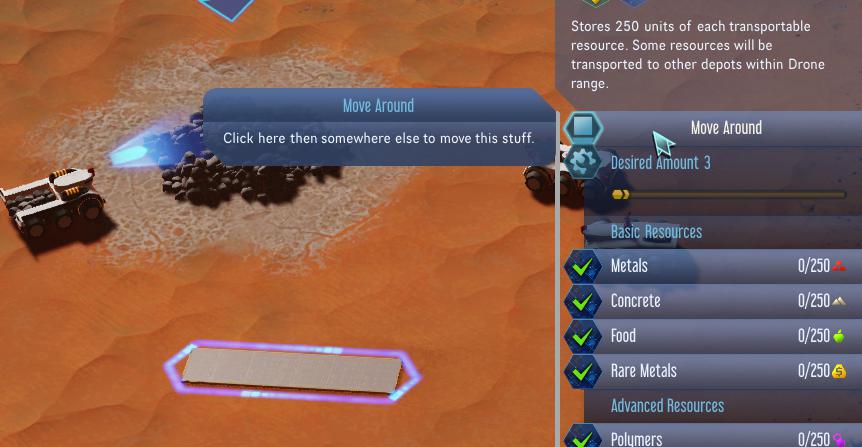 Stores 250 units of each transportable
resource. Some resources will be
transported to other depots within Drone
range.
Move Around
Click here then somewhere else to move this stuff.
Move Around
Desired Amount 3
Basic Resources
Metals 0/250
Concrete 0/250
Food 0/250
Rare Metals 0/250
Advanced Resources
Polymers 0/250